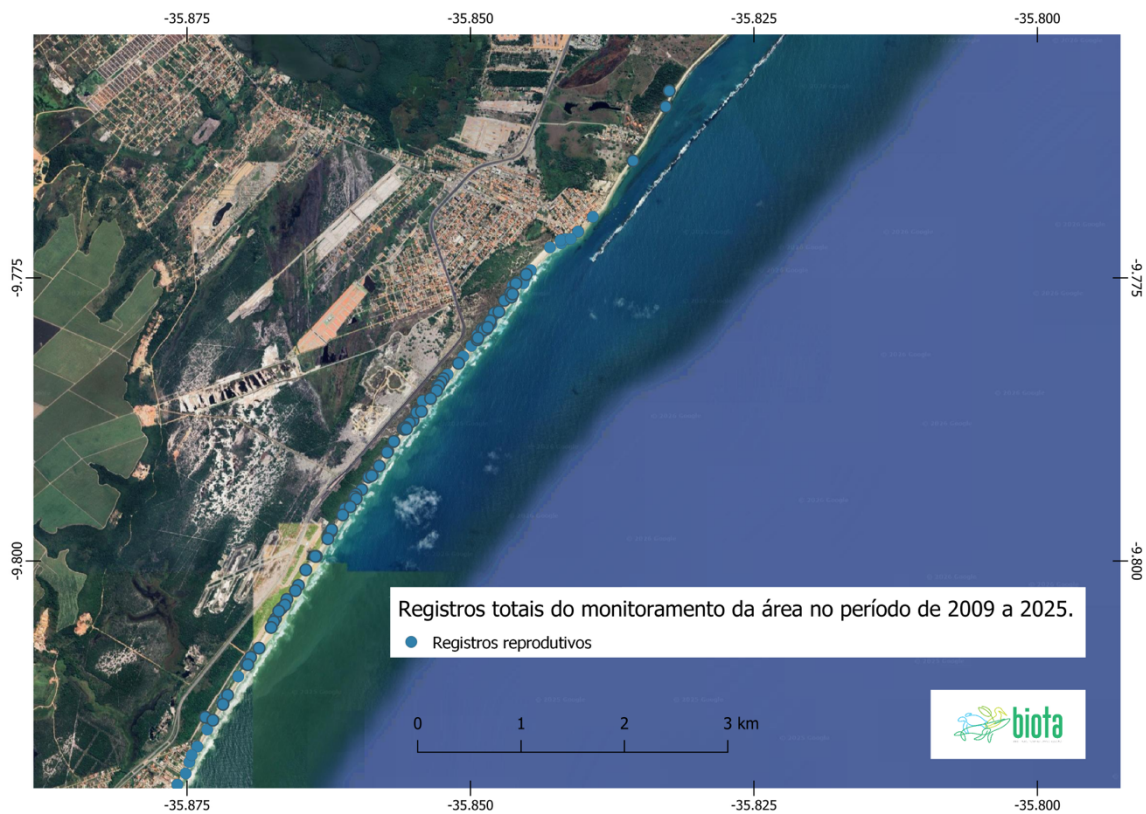 -35.875 -35.850 -35.825 -35.800
-9.775 -9.775
-9.800 -9.800
Registros totais do monitoramento da área no período de 2009 a 2025.
Registros reprodutivos
0 1 2 3 km
biota
-35.875 -35.850 -35.825 -35.800